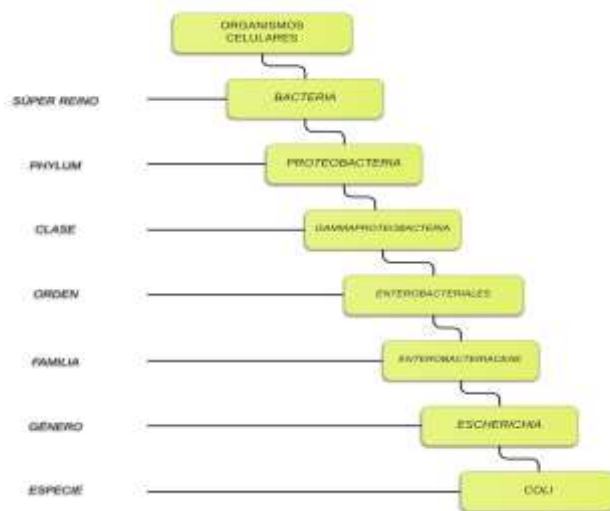 ORGANISMOS
CELULARES
SÚPER REINO
BACTERIA
PHYLUM
PROTEOBACTERIA
CLASE
GAMMAPROTEOBACTERIA
ORDEN
ENTEROBACTERIALES
FAMILIA
ENTEROBACTERIACEAE
GÉNERO
ESCHERICHIA
ESPECIE
COLI